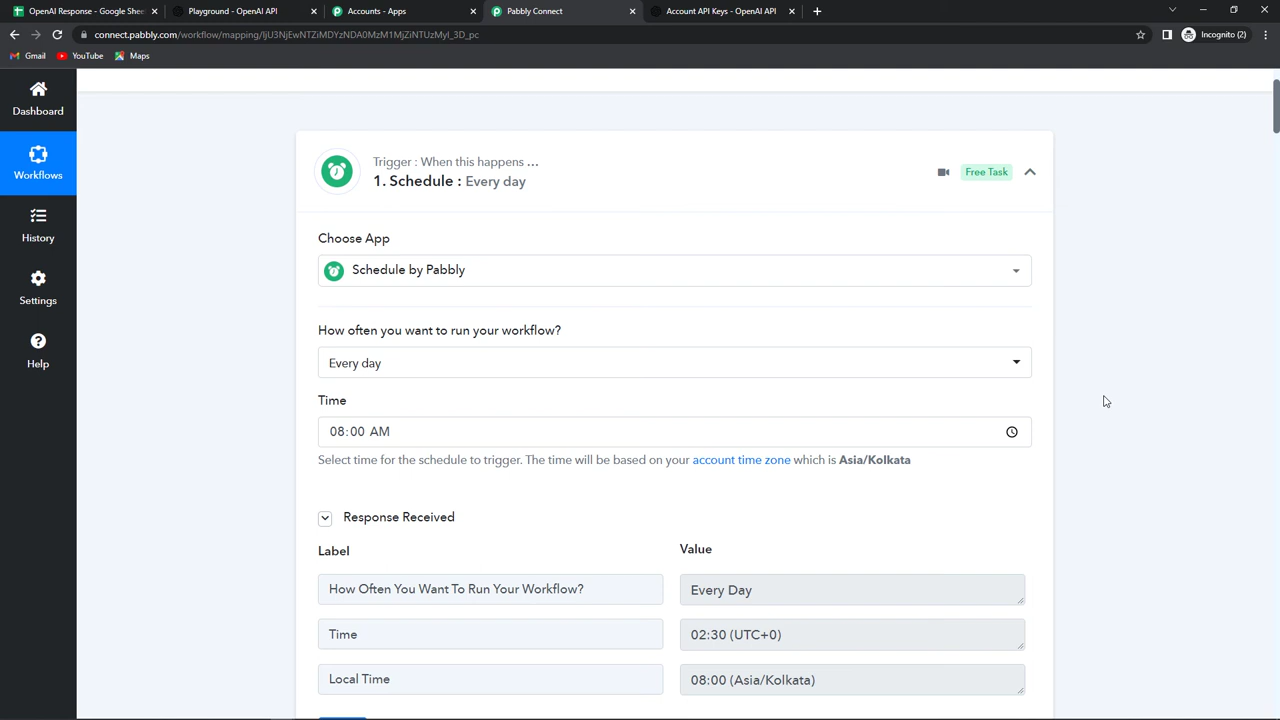 OpenAI Response - Google Shee
Playground - OpenAI API
Accounts - Apps
Pabbly Connect
Account API Keys - OpenAI API
connect.pabbly.com/workflow/mapping/IjU3NjEwNTZiMDYzNDA0MzM1MjZiNTUzMyI_3D_pc
Incognito (2)
Gmail
YouTube
Maps
Dashboard
Workflows
History
Settings
Help
Trigger : When this happens ...
1. Schedule : Every day
Free Task
Choose App
Schedule by Pabbly
How often you want to run your workflow?
Every day
Time
08:00 AM
Select time for the schedule to trigger. The time will be based on your account time zone which is Asia/Kolkata
Response Received
Label
Value
How Often You Want To Run Your Workflow?
Every Day
Time
02:30 (UTC+0)
Local Time
08:00 (Asia/Kolkata)